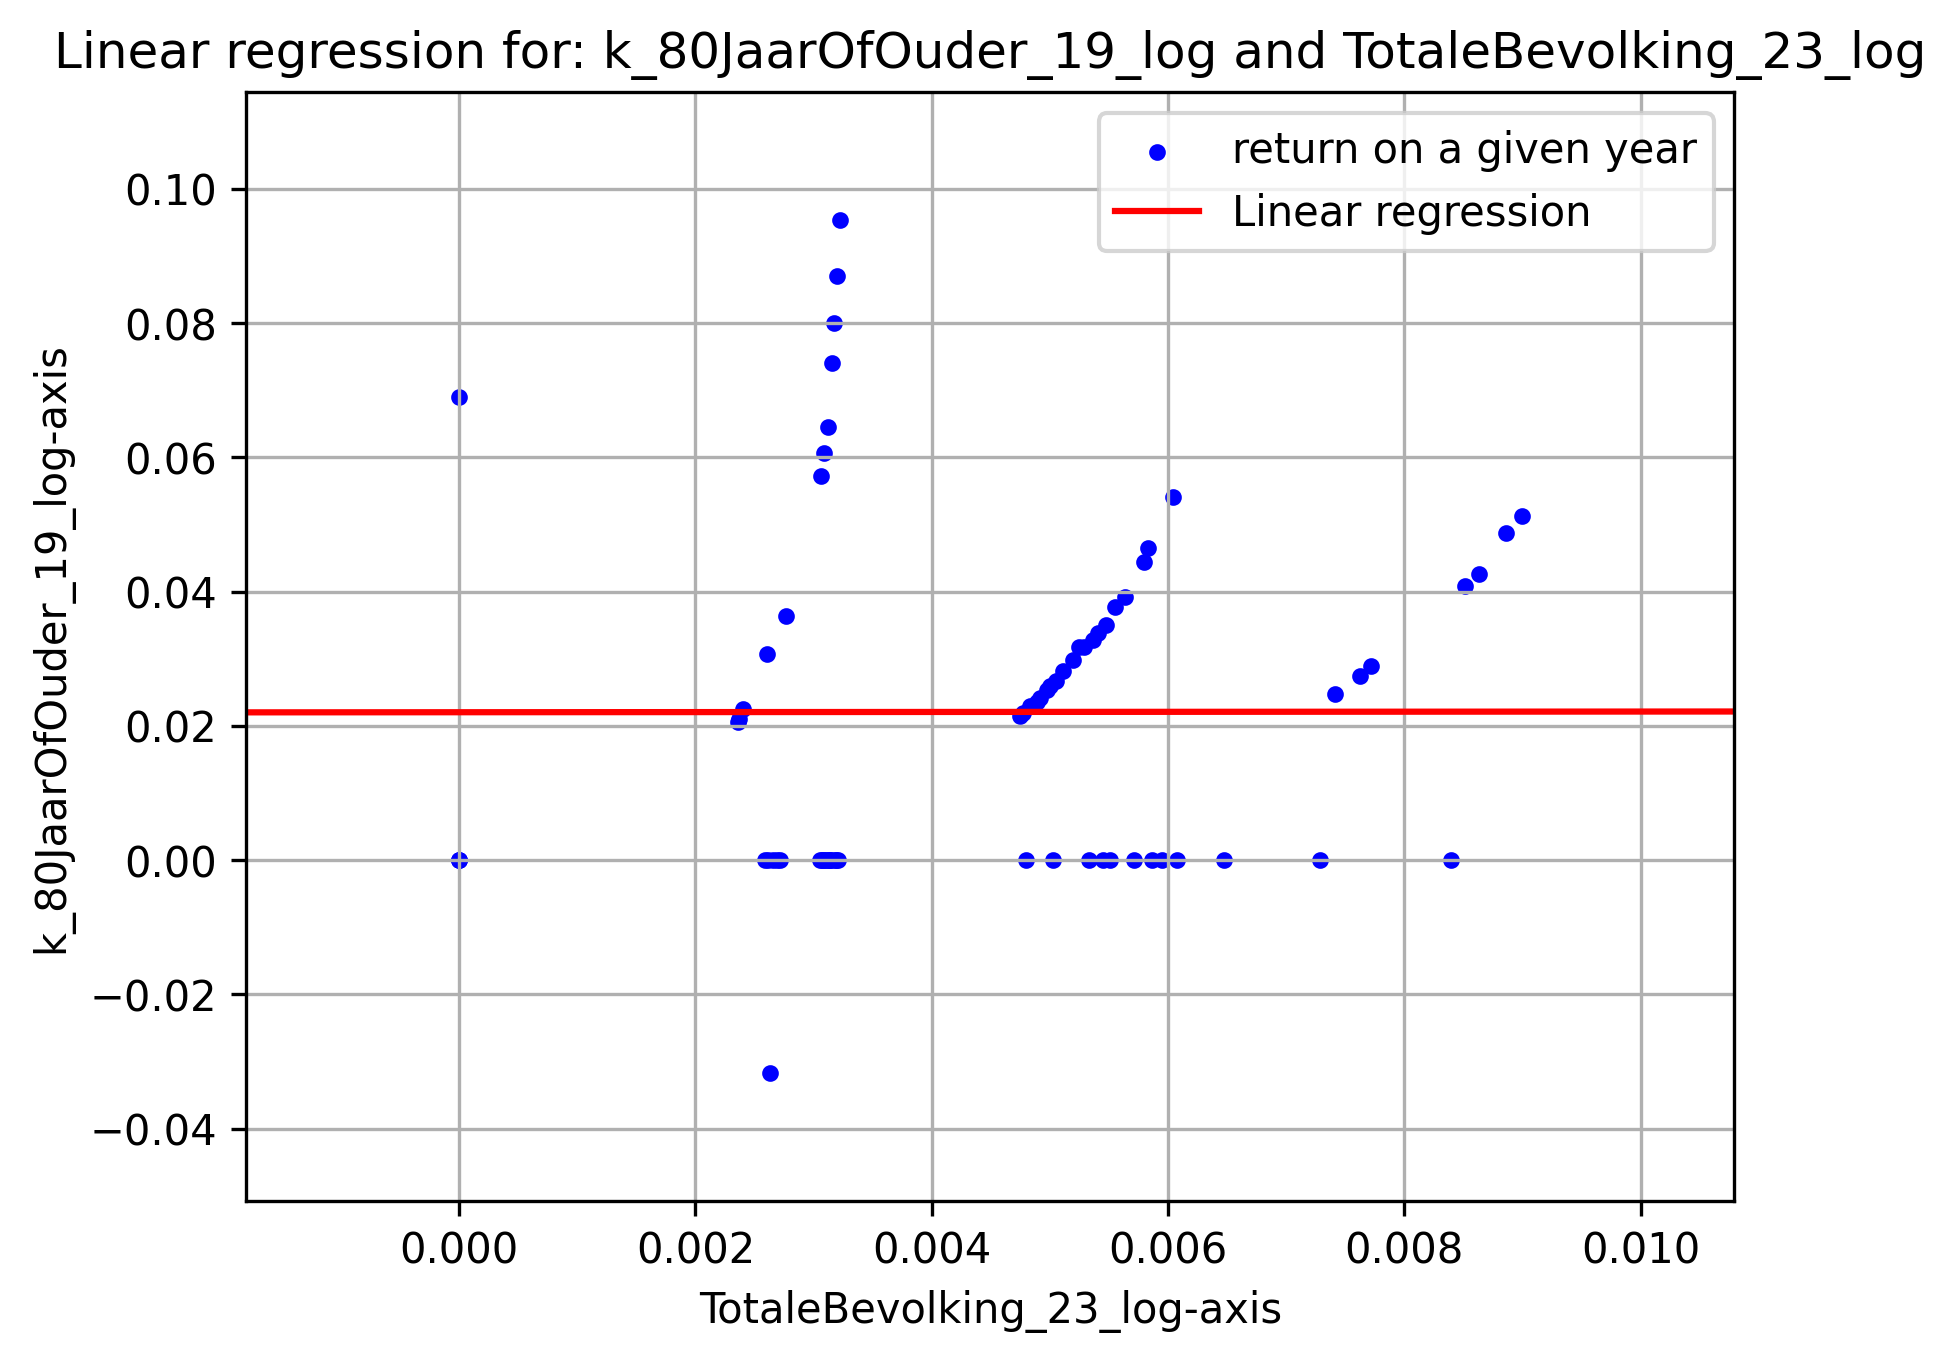 Linear regression for: k_80JaarOfOuder_19_log and TotaleBevolking_23_log
return on a given year
Linear regression
0.10
0.08
0.06
0.04
0.02
0.00
−0.02
−0.04
k_80JaarOfOuder_19_log-axis
0.000 0.002 0.004 0.006 0.008 0.010
TotaleBevolking_23_log-axis